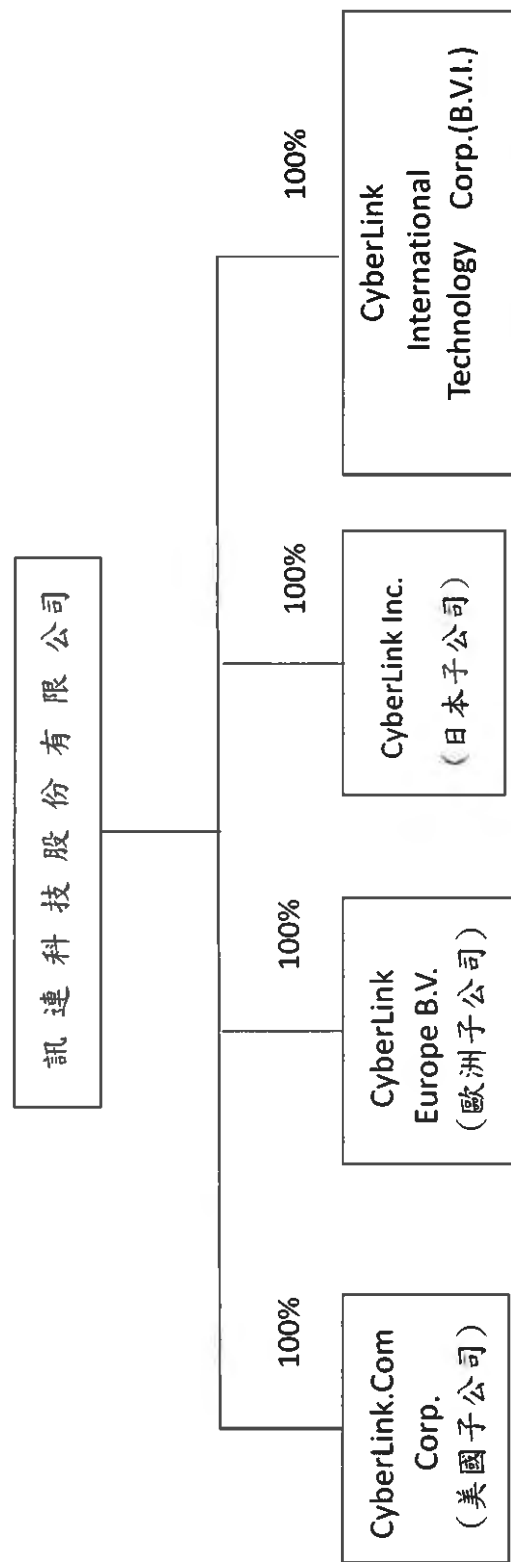 訊連科技股份有限公司
100%
100%
100%
100%
CyberLink.Com
Corp.
(美國子公司)
CyberLink
Europe B.V.
(歐洲子公司)
CyberLink Inc.
(日本子公司)
CyberLink
International
Technology Corp.(B.V.I.)